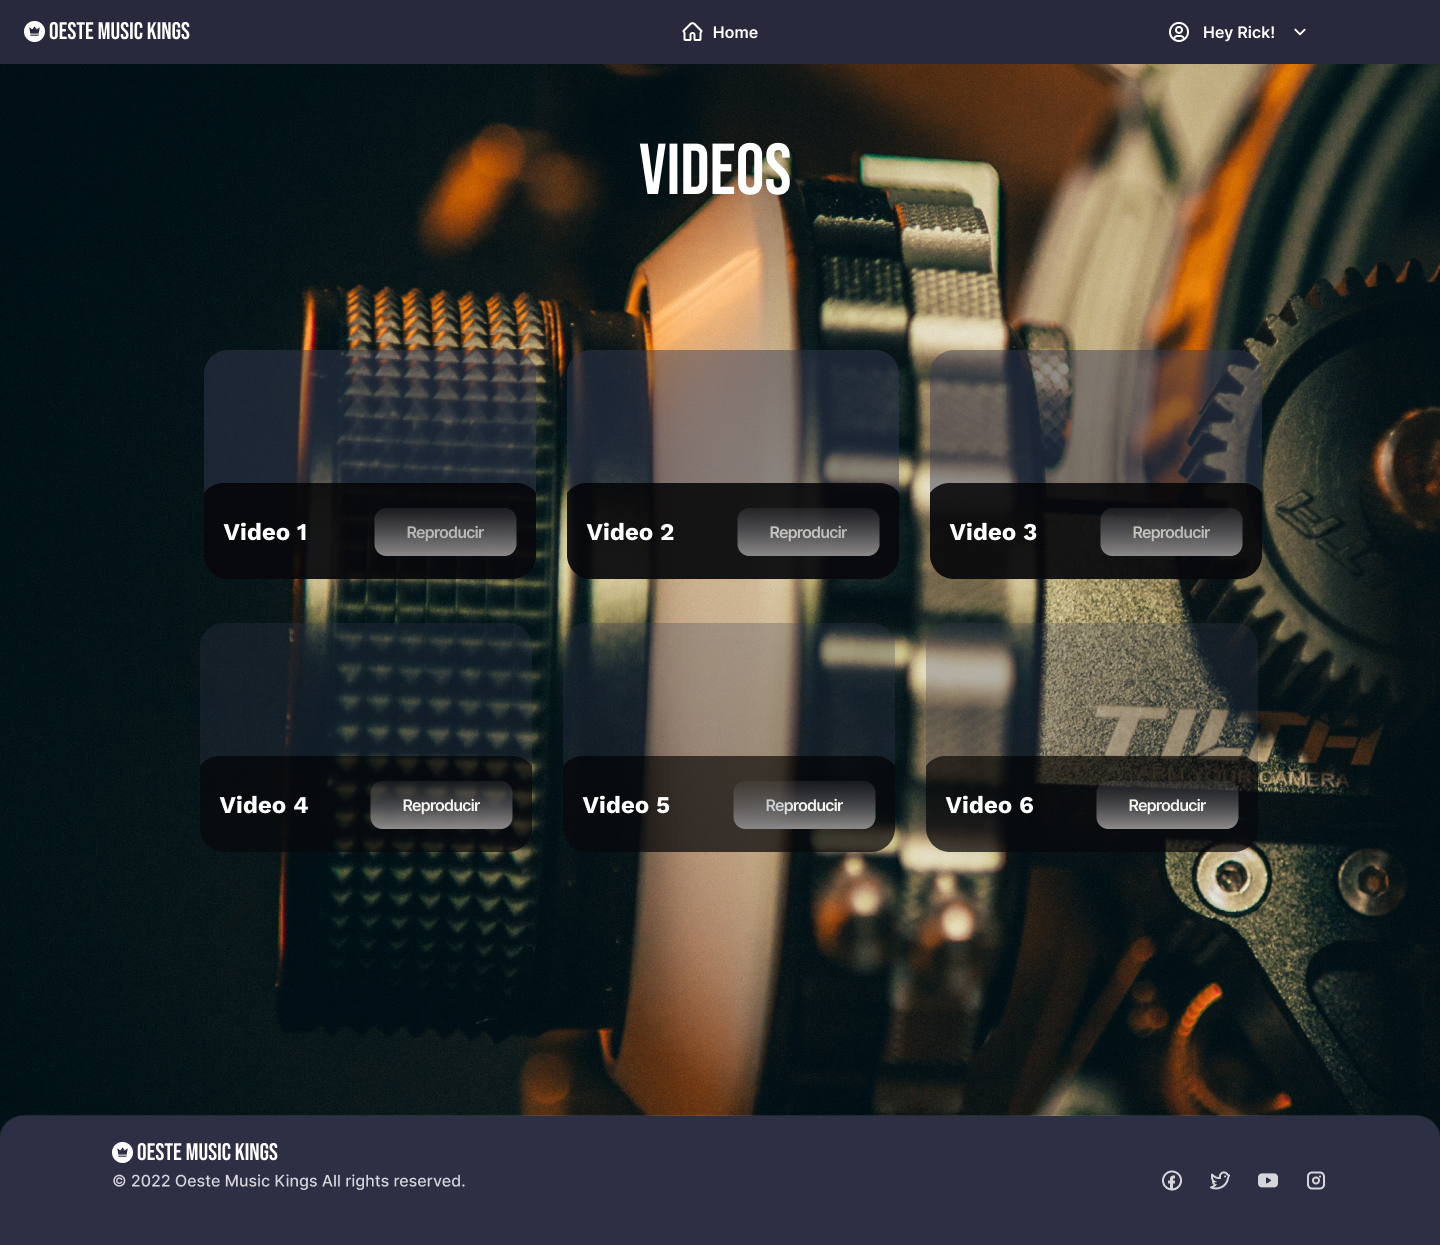 OESTE MUSIC KINGS
Home
Hey Rick!
VIDEOS
Video 1
Reproducir
Video 2
Reproducir
Video 3
Reproducir
Video 4
Reproducir
Video 5
Reproducir
Video 6
Reproducir
TILTA
CAMERA
OESTE MUSIC KINGS
© 2022 Oeste Music Kings All rights reserved.